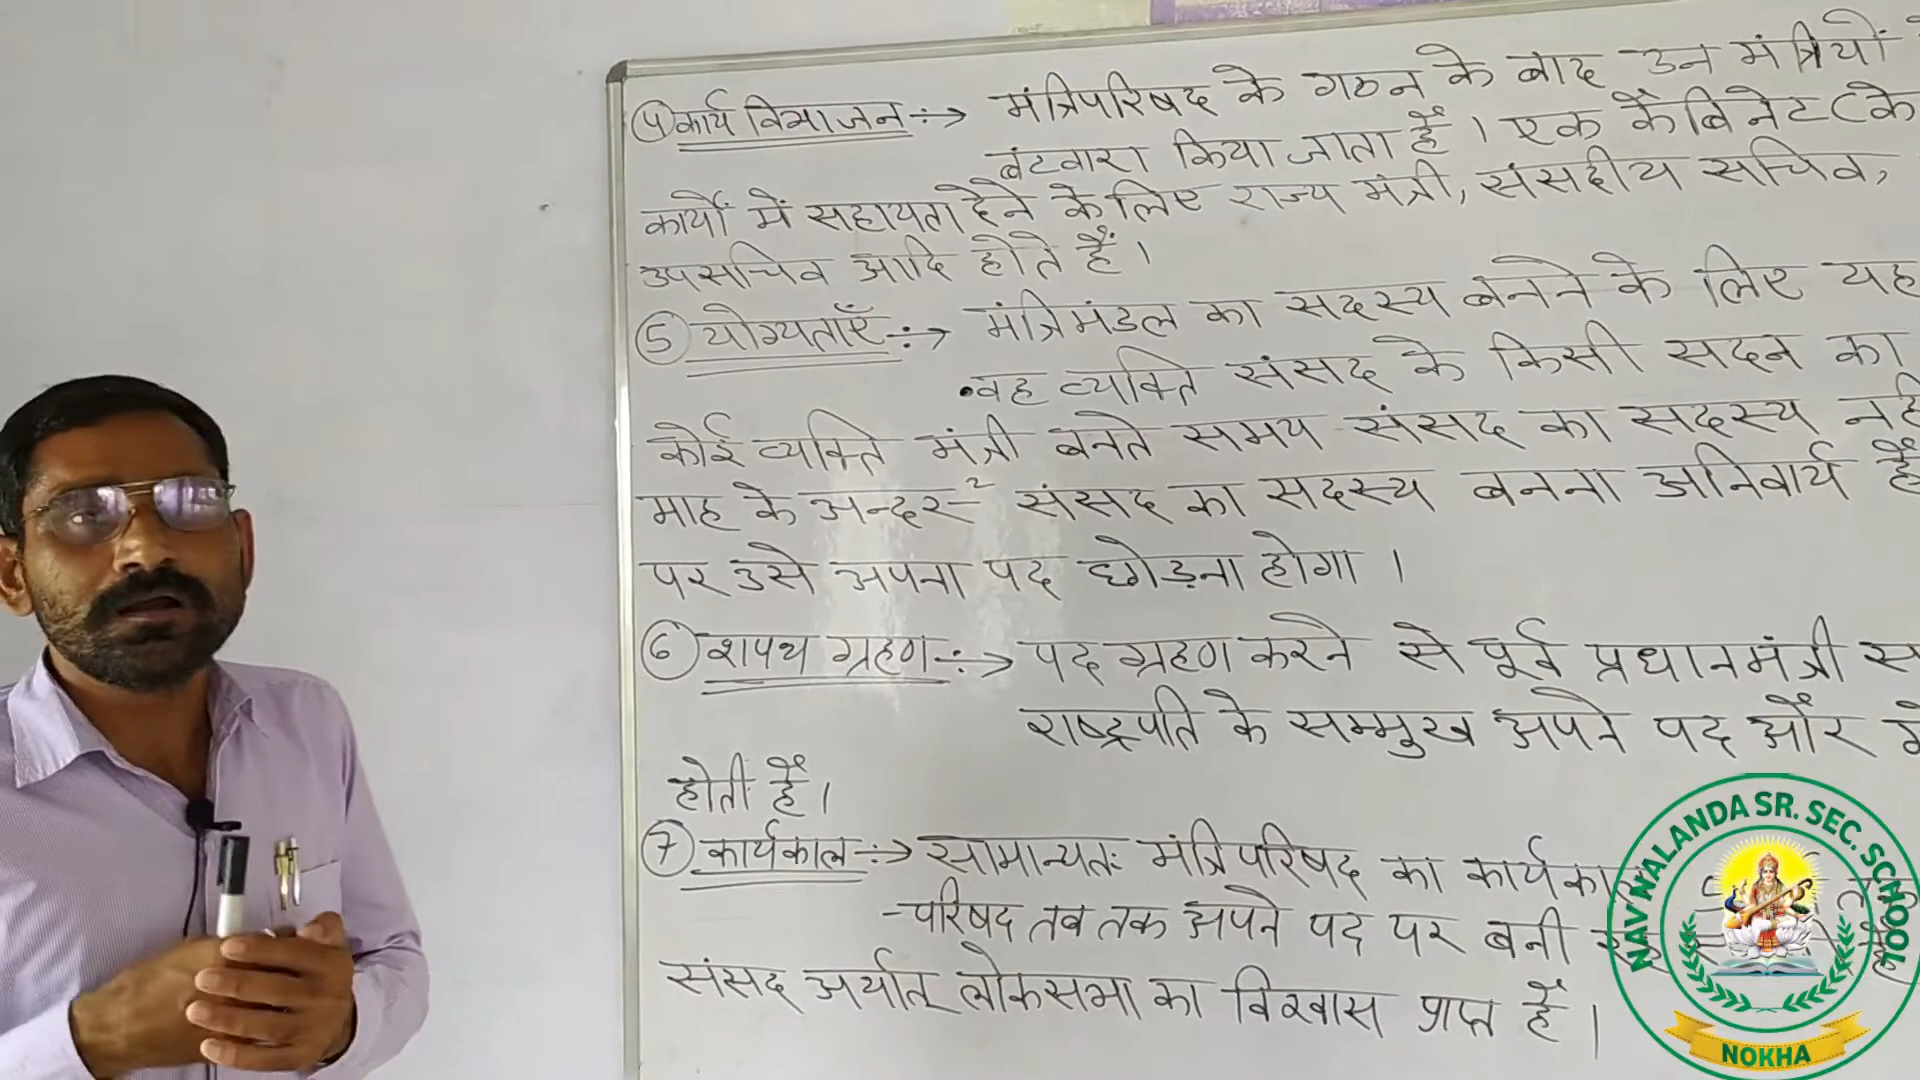 ④ कार्य विभाजन ÷→ मंत्रिपरिषद के गठन के बाद उन मंत्रियों
बंटवारा किया जाता है। एक कैबिनेट (के
कार्यों में सहायता देने के लिए राज्य मंत्री, संसदीय सचिव,
उपसचिव आदि होते हैं।
⑤ योग्यताएँ ÷→ मंत्रिमंडल का सदस्य बनने के लिए यह
•वह व्यक्ति संसद के किसी सदन का
कोई व्यक्ति मंत्री बनते समय संसद का सदस्य
माह के अन्दर-२ संसद का सदस्य बनना अनिवार्य है
पर उसे अपना पद छोड़ना होगा ।
⑥ शपथ ग्रहण ÷→ पद ग्रहण करने से पूर्व प्रधानमंत्री
राष्ट्रपति के सम्मुख अपने पद और
होती है।
⑦ कार्यकाल ÷→ सामान्यतः मंत्रिपरिषद का
-परिषद तब तक अपने पद पर बनी
संसद अर्थात् लोकसभा का विश्वास प्राप्त है ।
NAV NALANDA SR. SEC. SCHOOL
NOKHA